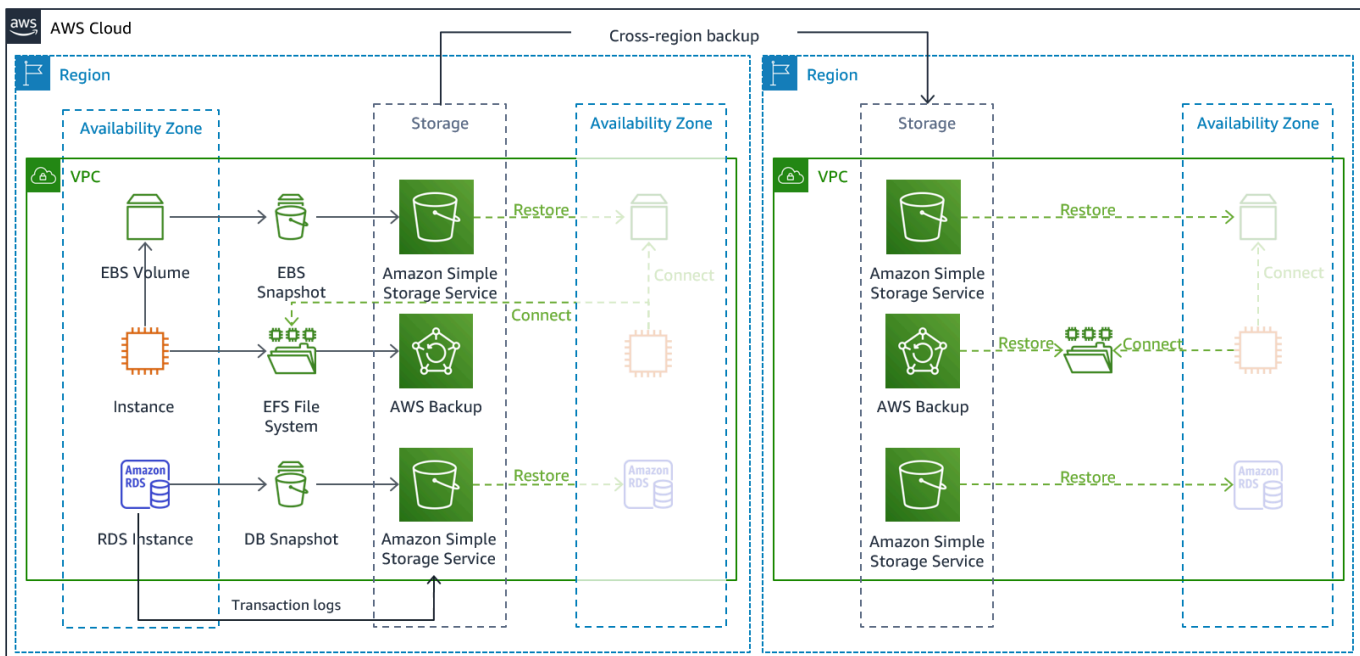 aws
AWS Cloud
Cross-region backup
Region
Region
Availability Zone
Storage
Availability Zone
Storage
Availability Zone
VPC
VPC
Restore
Restore
EBS Volume
EBS
Snapshot
Amazon Simple
Storage Service
Connect
Amazon Simple
Storage Service
Connect
Connect
Restore
Connect
Instance
EFS File
System
AWS Backup
AWS Backup
Amazon
RDS
Restore
Amazon
RDS
Restore
Amazon
RDS
RDS Instance
DB Snapshot
Amazon Simple
Storage Service
Amazon Simple
Storage Service
Transaction logs